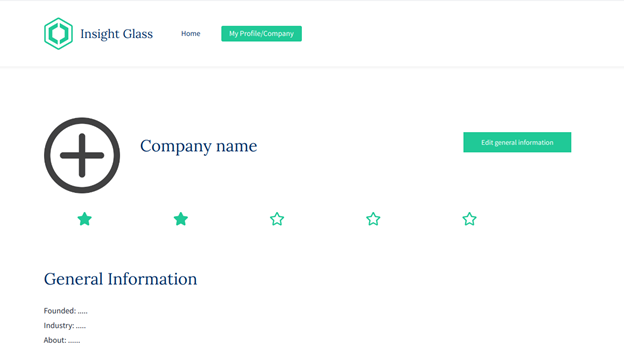 Insight Glass
Home
My Profile/Company
Company name
Edit general information
General Information
Founded: .....
Industry: .....
About: ......